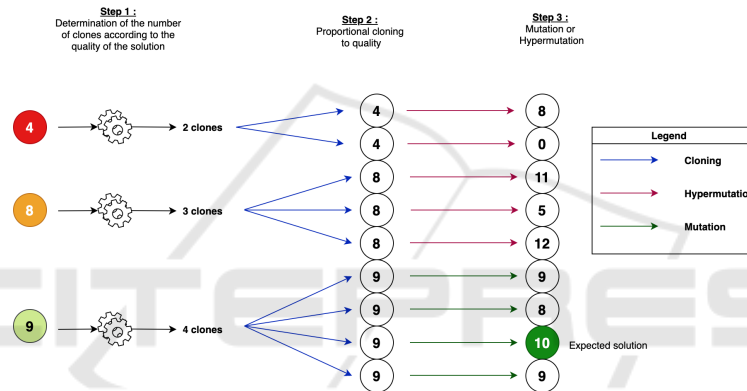 Step 1 :
Determination of the number
of clones according to the
quality of the solution
Step 2 :
Proportional cloning
to quality
Step 3 :
Mutation or
Hypermutation
4
2 clones
4
8
4
0
8
3 clones
8
11
8
5
8
12
9
4 clones
9
9
9
8
9
10
Expected solution
9
9
Legend
Cloning
Hypermutatio
Mutation
CITEPRES